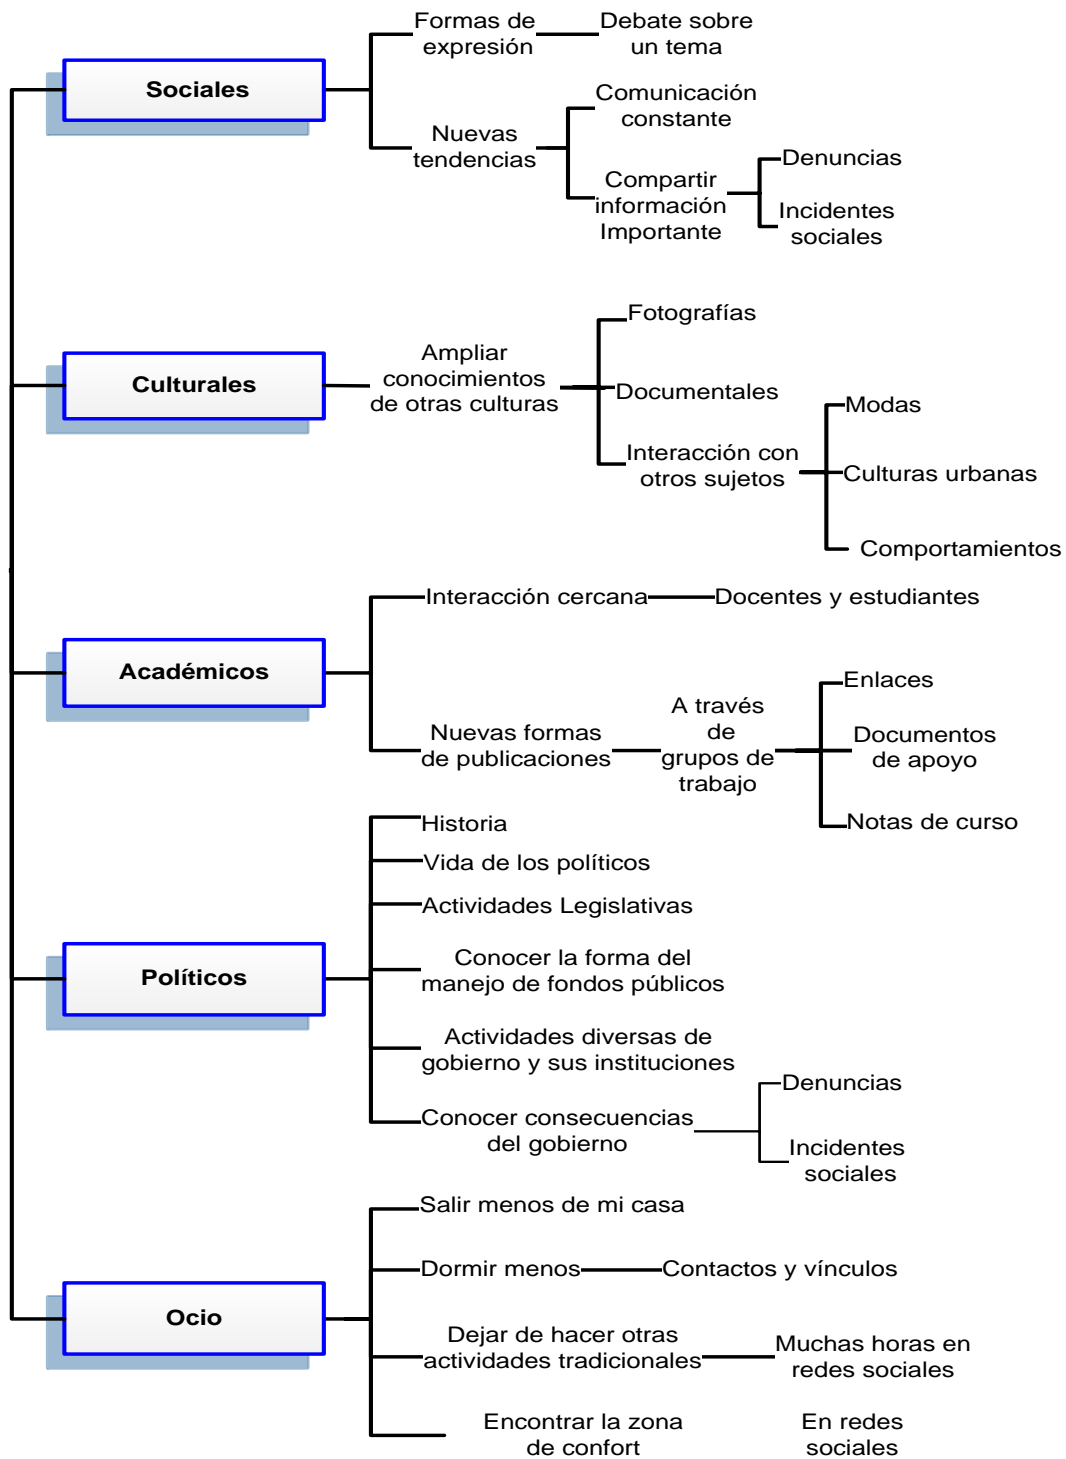 Formas de
expresión
Debate sobre
un tema
Sociales
Comunicación
constante
Nuevas
tendencias
Denuncias
Compartir
información
Importante
Incidentes
sociales
Fotografías
Ampliar
conocimientos
de otras culturas
Culturales
Documentales
Modas
Interacción con
otros sujetos
Culturas urbanas
Comportamientos
Interacción cercana
Docentes y estudiantes
Académicos
Enlaces
A través
de
grupos de
trabajo
Nuevas formas
de publicaciones
Documentos
de apoyo
Notas de curso
Historia
Vida de los políticos
Actividades Legislativas
Conocer la forma del
manejo de fondos públicos
Políticos
Actividades diversas de
gobierno y sus instituciones
Denuncias
Conocer consecuencias
del gobierno
Incidentes
sociales
Salir menos de mi casa
Dormir menos
Contactos y vínculos
Ocio
Dejar de hacer otras
actividades tradicionales
Muchas horas en
redes sociales
Encontrar la zona
de confort
En redes
sociales